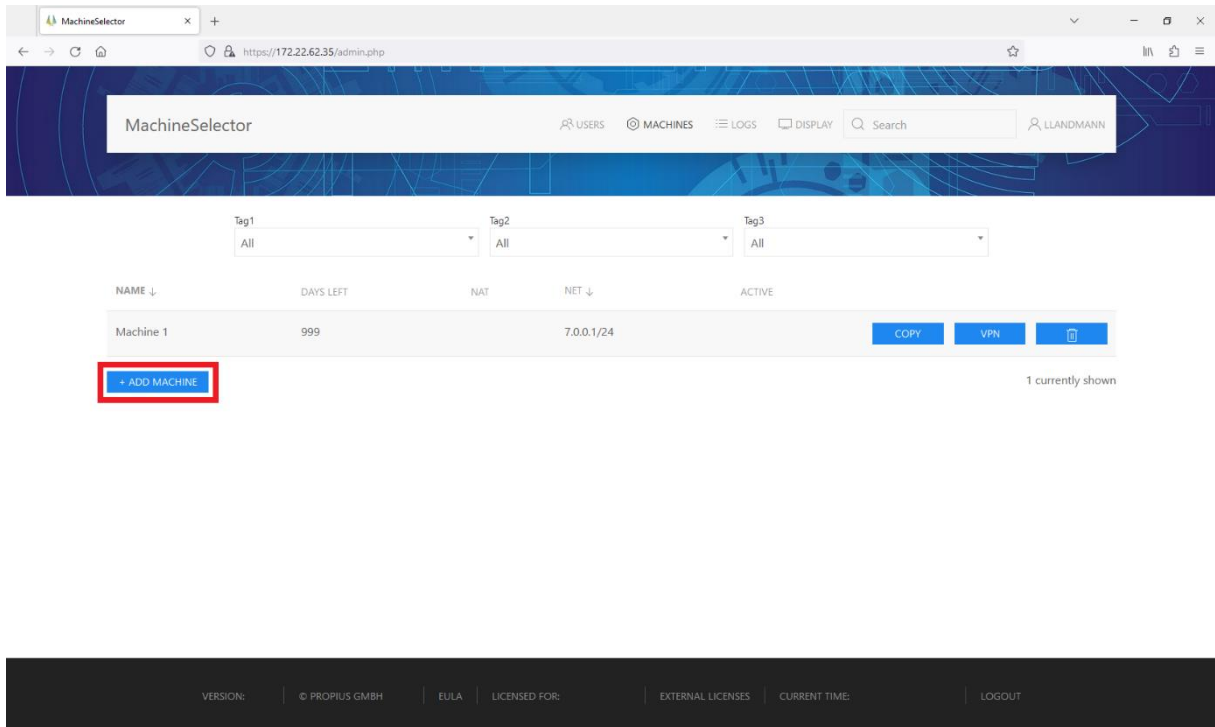 MachineSelector
https://172.22.62.35/admin.php
MachineSelector USERS MACHINES LOGS DISPLAY Search LLANDMANN
Tag1 Tag2 Tag3
All All All
NAME ↓ DAYS LEFT NAT NET ↓ ACTIVE
Machine 1 999 7.0.0.1/24 COPY VPN
+ ADD MACHINE 1 currently shown
VERSION: © PROPIUS GMBH EULA LICENSED FOR: EXTERNAL LICENSES CURRENT TIME: LOGOUT